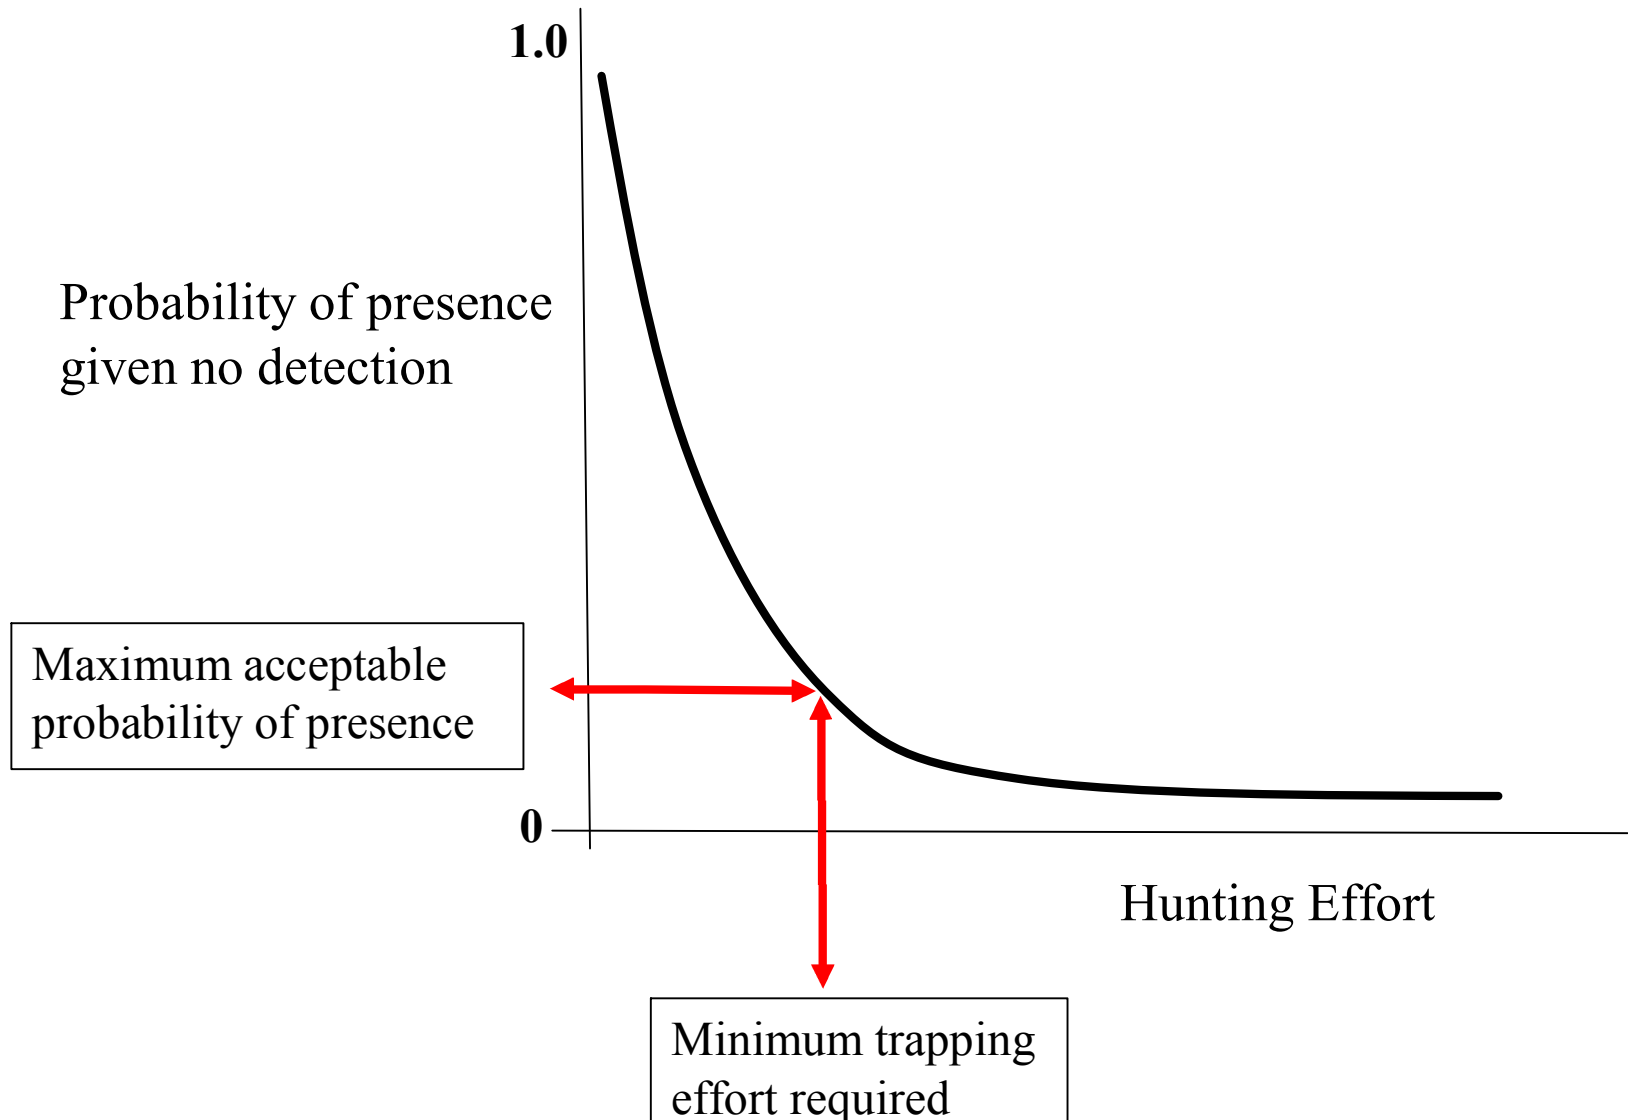 1.0
Probability of presence
given no detection
Maximum acceptable
probability of presence
0
Hunting Effort
Minimum trapping
effort required